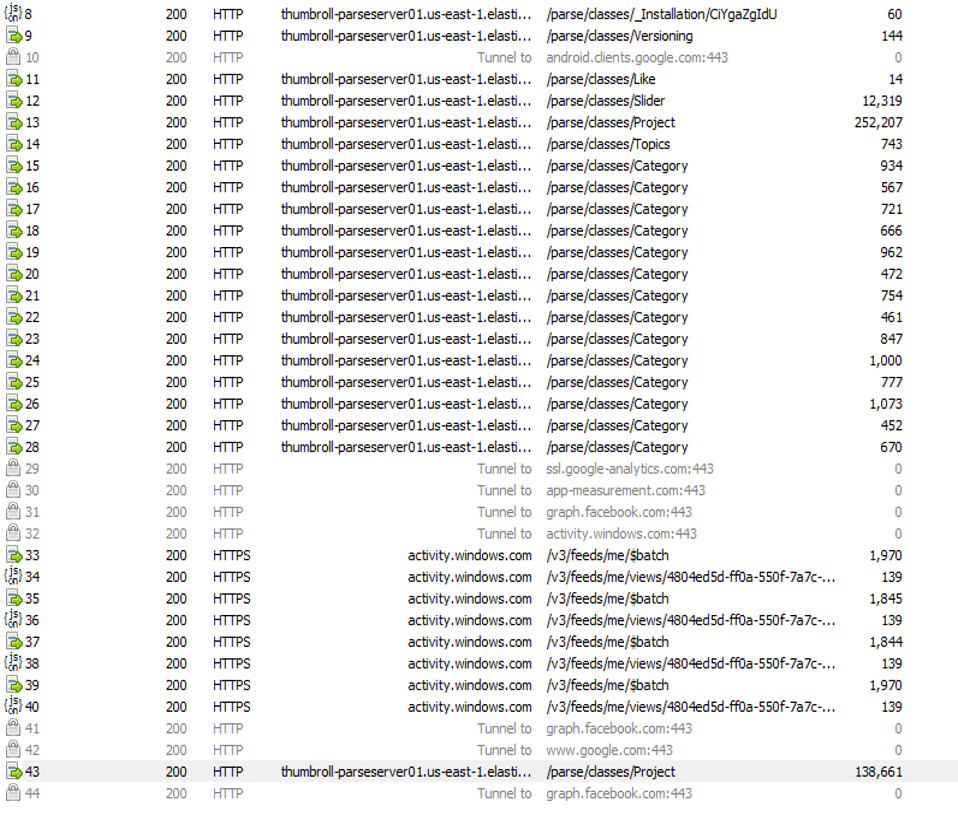 {js on} 8 200 HTTP thumbroll-parseserver01.us-east-1.elasti... /parse/classes/_Installation/CiYgaZgIdU 60
9 200 HTTP thumbroll-parseserver01.us-east-1.elasti... /parse/classes/Versioning 144
10 200 HTTP Tunnel to android.clients.google.com:443 0
11 200 HTTP thumbroll-parseserver01.us-east-1.elasti... /parse/classes/Like 14
12 200 HTTP thumbroll-parseserver01.us-east-1.elasti... /parse/classes/Slider 12,319
13 200 HTTP thumbroll-parseserver01.us-east-1.elasti... /parse/classes/Project 252,207
14 200 HTTP thumbroll-parseserver01.us-east-1.elasti... /parse/classes/Topics 743
15 200 HTTP thumbroll-parseserver01.us-east-1.elasti... /parse/classes/Category 934
16 200 HTTP thumbroll-parseserver01.us-east-1.elasti... /parse/classes/Category 567
17 200 HTTP thumbroll-parseserver01.us-east-1.elasti... /parse/classes/Category 721
18 200 HTTP thumbroll-parseserver01.us-east-1.elasti... /parse/classes/Category 666
19 200 HTTP thumbroll-parseserver01.us-east-1.elasti... /parse/classes/Category 962
20 200 HTTP thumbroll-parseserver01.us-east-1.elasti... /parse/classes/Category 472
21 200 HTTP thumbroll-parseserver01.us-east-1.elasti... /parse/classes/Category 754
22 200 HTTP thumbroll-parseserver01.us-east-1.elasti... /parse/classes/Category 461
23 200 HTTP thumbroll-parseserver01.us-east-1.elasti... /parse/classes/Category 847
24 200 HTTP thumbroll-parseserver01.us-east-1.elasti... /parse/classes/Category 1,000
25 200 HTTP thumbroll-parseserver01.us-east-1.elasti... /parse/classes/Category 777
26 200 HTTP thumbroll-parseserver01.us-east-1.elasti... /parse/classes/Category 1,073
27 200 HTTP thumbroll-parseserver01.us-east-1.elasti... /parse/classes/Category 452
28 200 HTTP thumbroll-parseserver01.us-east-1.elasti... /parse/classes/Category 670
29 200 HTTP Tunnel to ssl.google-analytics.com:443 0
30 200 HTTP Tunnel to app-measurement.com:443 0
31 200 HTTP Tunnel to graph.facebook.com:443 0
32 200 HTTP Tunnel to activity.windows.com:443 0
33 200 HTTPS activity.windows.com /v3/feeds/me/$batch 1,970
{js on} 34 200 HTTPS activity.windows.com /v3/feeds/me/views/4804ed5d-ff0a-550f-7a7c-... 139
35 200 HTTPS activity.windows.com /v3/feeds/me/$batch 1,845
{js on} 36 200 HTTPS activity.windows.com /v3/feeds/me/views/4804ed5d-ff0a-550f-7a7c-... 139
37 200 HTTPS activity.windows.com /v3/feeds/me/$batch 1,844
{js on} 38 200 HTTPS activity.windows.com /v3/feeds/me/views/4804ed5d-ff0a-550f-7a7c-... 139
39 200 HTTPS activity.windows.com /v3/feeds/me/$batch 1,970
{js on} 40 200 HTTPS activity.windows.com /v3/feeds/me/views/4804ed5d-ff0a-550f-7a7c-... 139
41 200 HTTP Tunnel to graph.facebook.com:443 0
42 200 HTTP Tunnel to www.google.com:443 0
43 200 HTTP thumbroll-parseserver01.us-east-1.elasti... /parse/classes/Project 138,661
44 200 HTTP Tunnel to graph.facebook.com:443 0